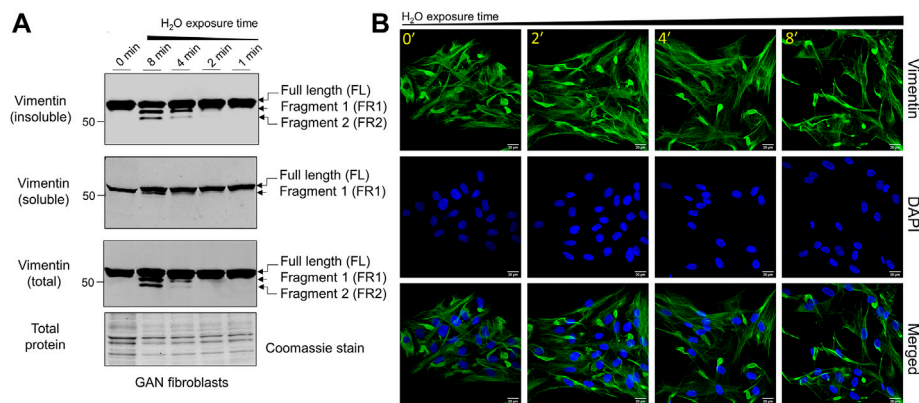 A
H2O exposure time
0 min
8 min
4 min
2 min
1 min
Vimentin
(insoluble)
50
Full length (FL)
Fragment 1 (FR1)
Fragment 2 (FR2)
Vimentin
(soluble)
50
Full length (FL)
Fragment 1 (FR1)
Vimentin
(total)
50
Full length (FL)
Fragment 1 (FR1)
Fragment 2 (FR2)
Total
protein
Coomassie stain
GAN fibroblasts
B
H2O exposure time
0′
2′
4′
8′
Vimentin
DAPI
Merged